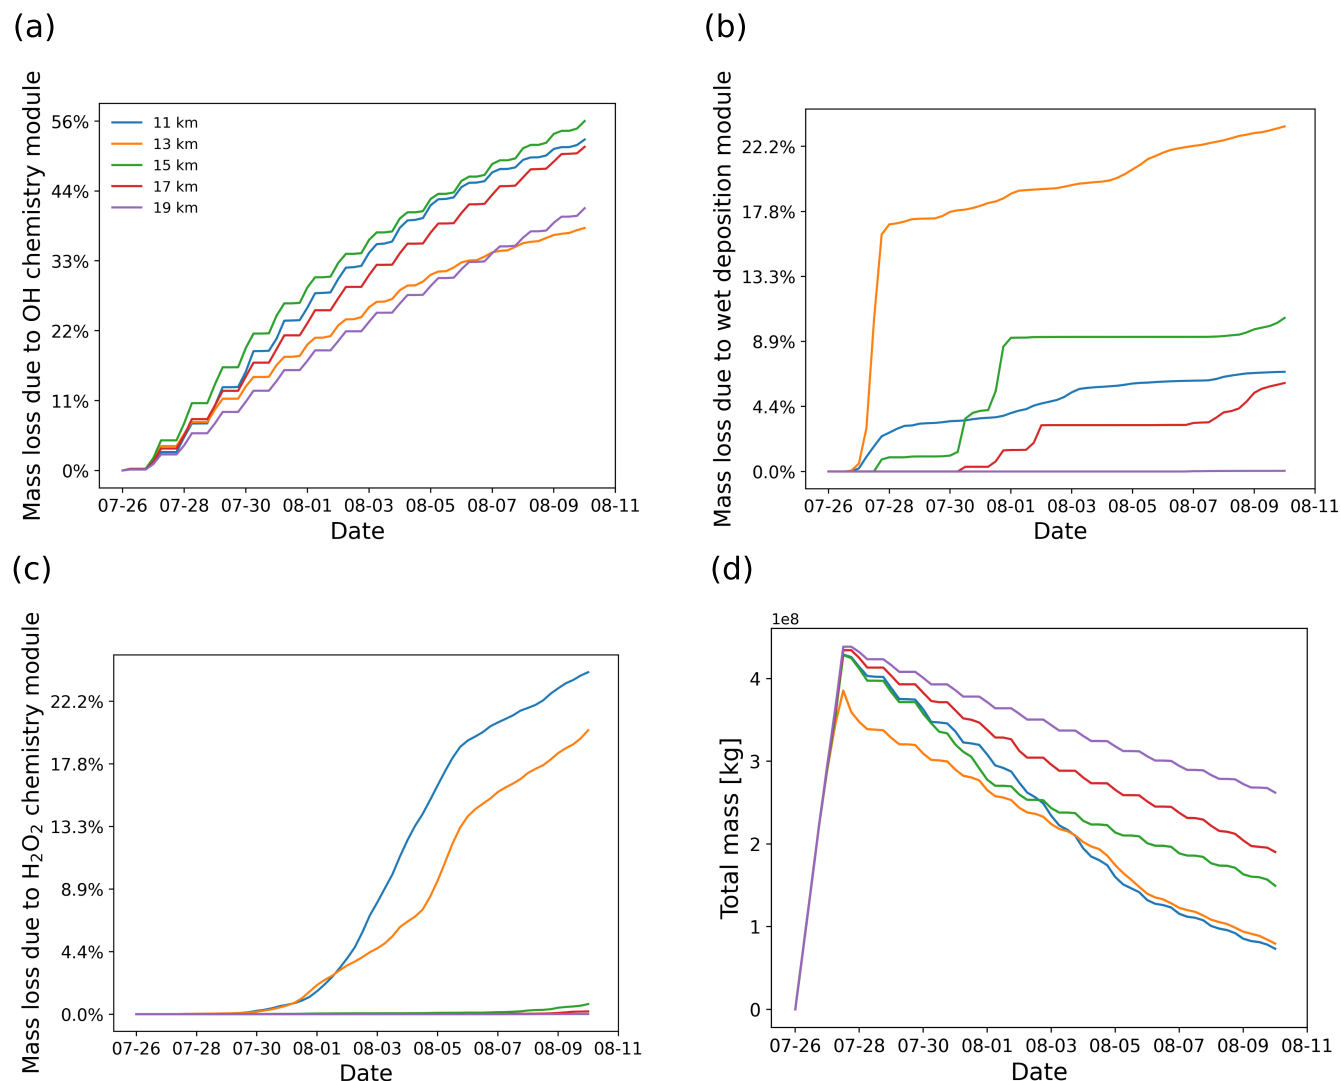 (a)
Mass loss due to OH chemistry module
56%
44%
33%
22%
11%
0%
11 km
13 km
15 km
17 km
19 km
07-26 07-28 07-30 08-01 08-03 08-05 08-07 08-09 08-11
Date
(b)
Mass loss due to wet deposition module
22.2%
17.8%
13.3%
8.9%
4.4%
0.0%
07-26 07-28 07-30 08-01 08-03 08-05 08-07 08-09 08-11
Date
(c)
Mass loss due to H₂O₂ chemistry module
22.2%
17.8%
13.3%
8.9%
4.4%
0.0%
07-26 07-28 07-30 08-01 08-03 08-05 08-07 08-09 08-11
Date
(d)
1e8
Total mass [kg]
4
3
2
1
0
07-26 07-28 07-30 08-01 08-03 08-05 08-07 08-09 08-11
Date